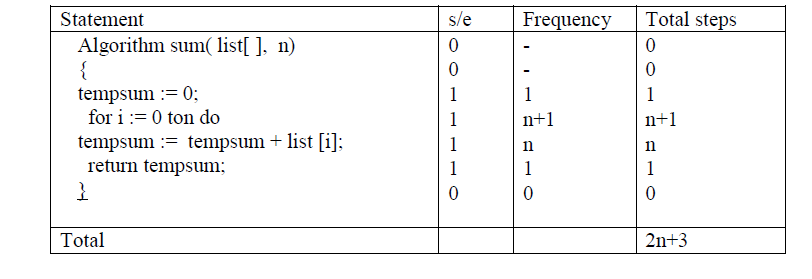 Statement s/e Frequency Total steps
Algorithm sum( list[ ], n) 0 - 0
{ 0 - 0
tempsum := 0; 1 1 1
for i := 0 ton do 1 n+1 n+1
tempsum := tempsum + list [i]; 1 n n
return tempsum; 1 1 1
} 0 0 0
Total 2n+3